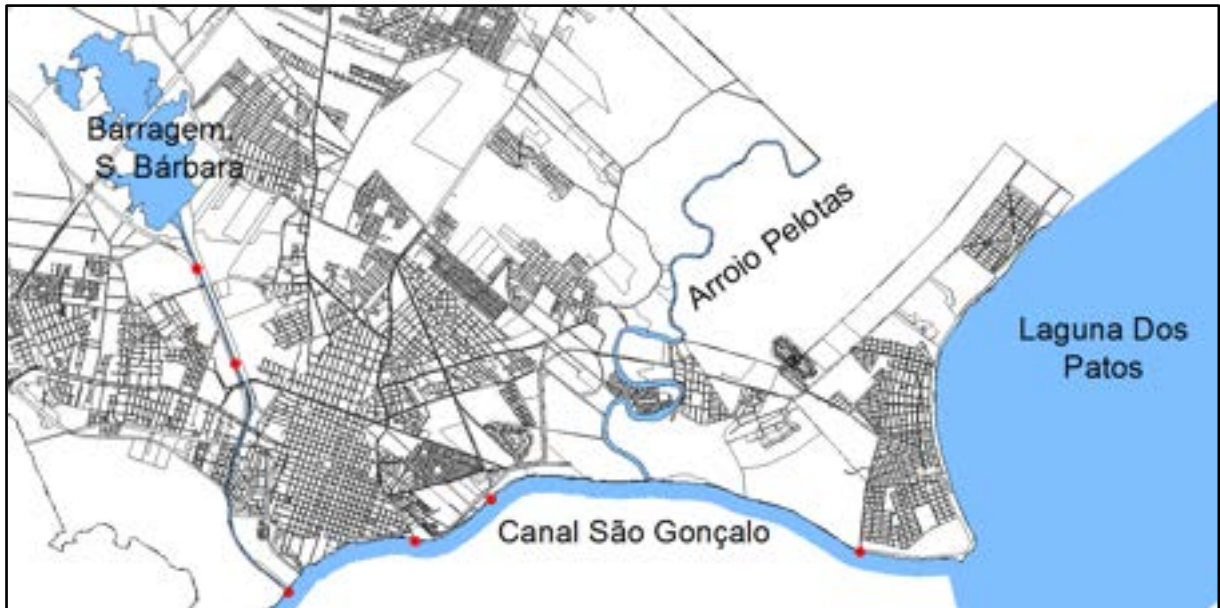 Barragem.
S. Bárbara
Arroio Pelotas
Laguna Dos
Patos
Canal São Gonçalo